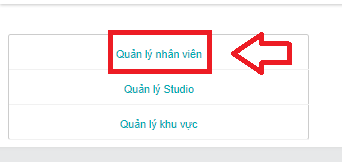 Quản lý nhân viên
Quản lý Studio
Quản lý khu vực